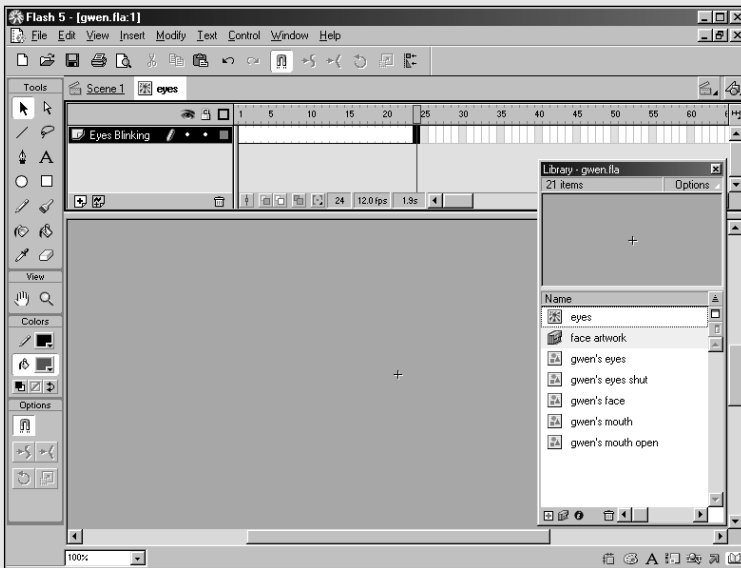 Flash 5 - [gwen.fla:1]
File Edit View Insert Modify Text Control Window Help
Tools
Scene 1 eyes
1 5 10 15 20 25 30 35 40 45 50 55 60
Eyes Blinking
24 12.0 fps 1.9s
Library - gwen.fla
21 items Options
Name
eyes
face artwork
gwen's eyes
gwen's eyes shut
gwen's face
gwen's mouth
gwen's mouth open
A
View
Colors
Options
100%
A